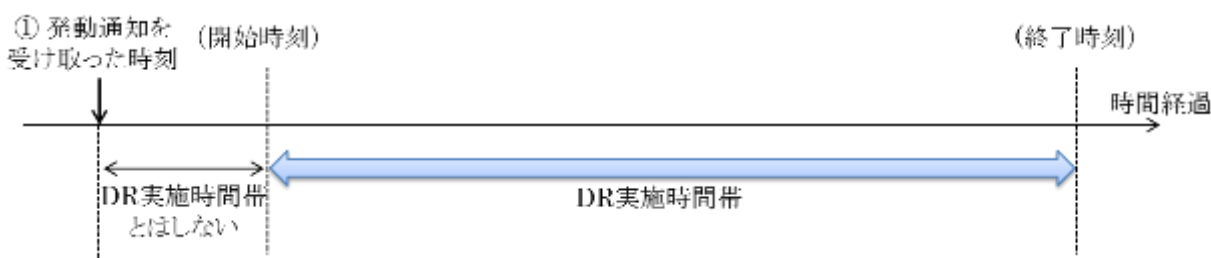 ① 発動通知を
受け取った時刻
(開始時刻)
(終了時刻)
時間経過
DR実施時間帯
とはしない
DR実施時間帯